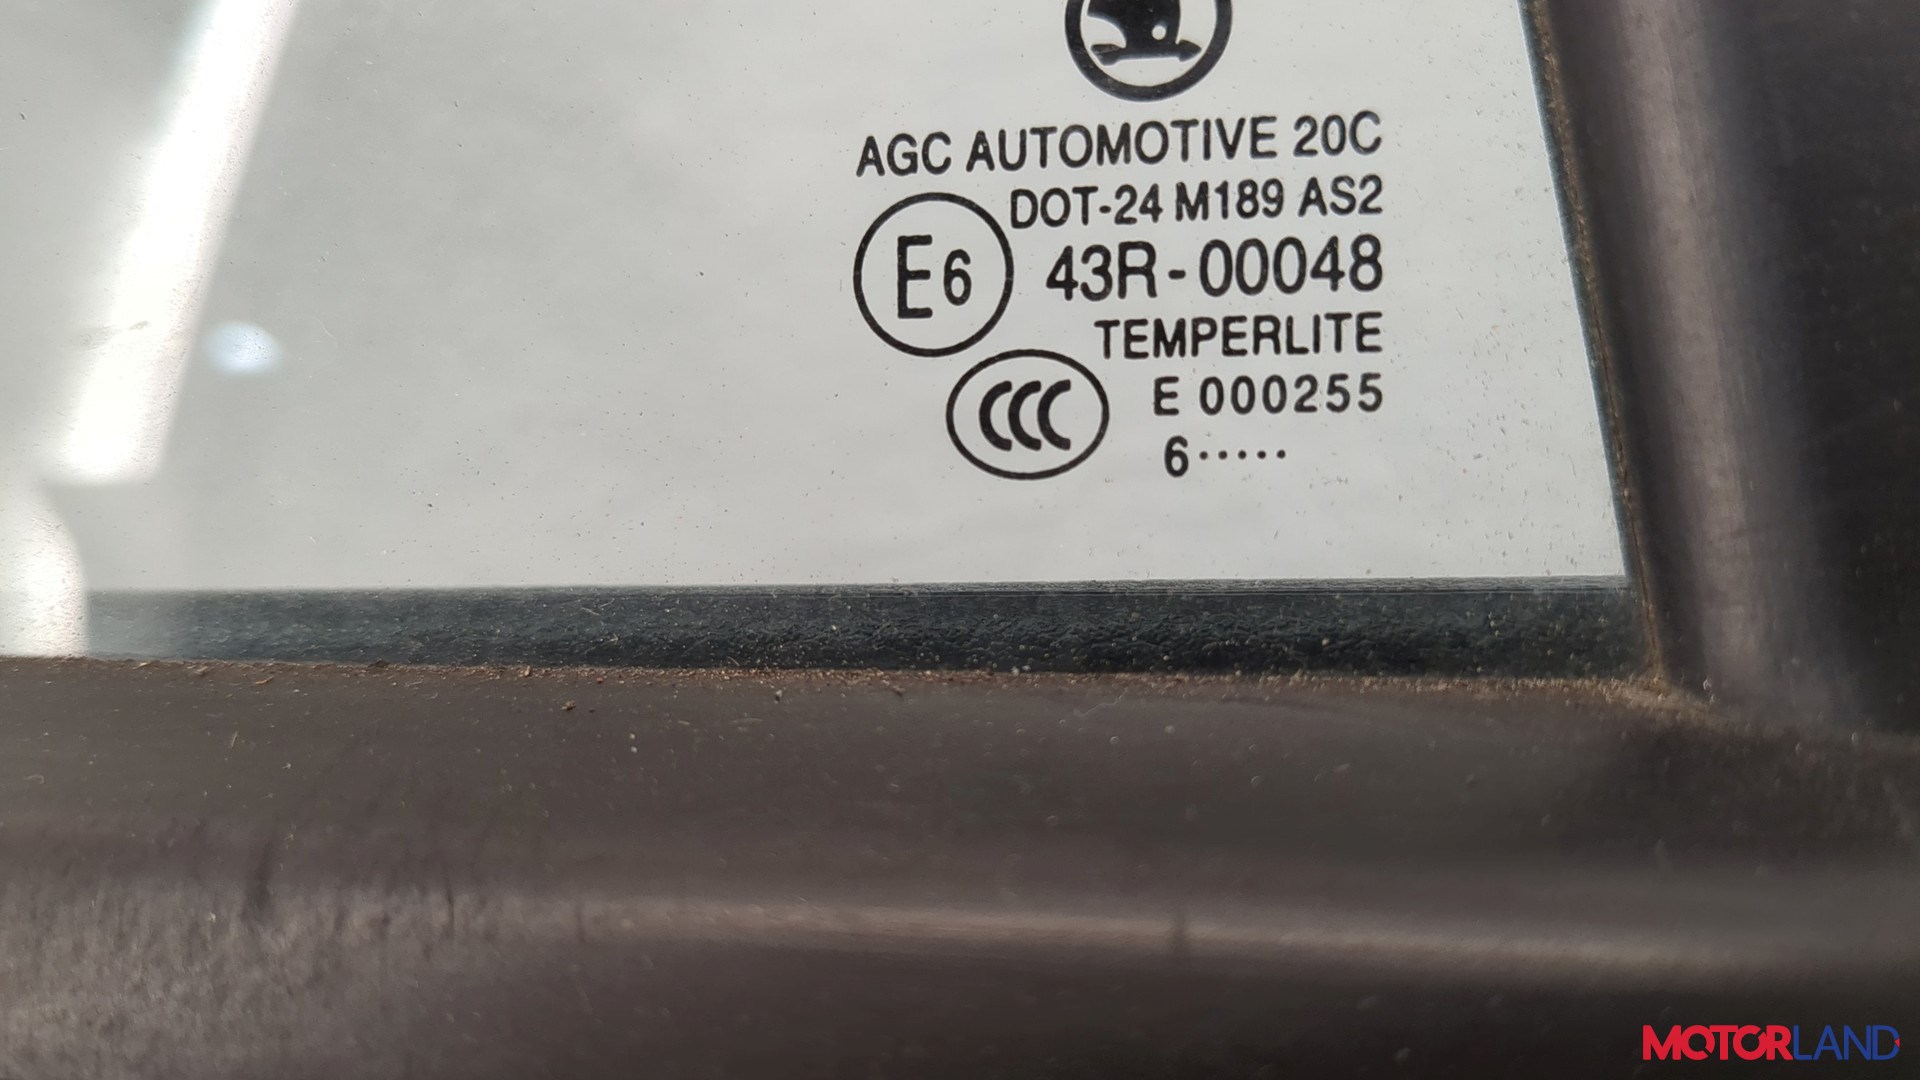 AGC AUTOMOTIVE 20C
DOT-24 M189 AS2
E6 43R-00048
TEMPERLITE
CCC E 000255
6·····
MOTORLAND